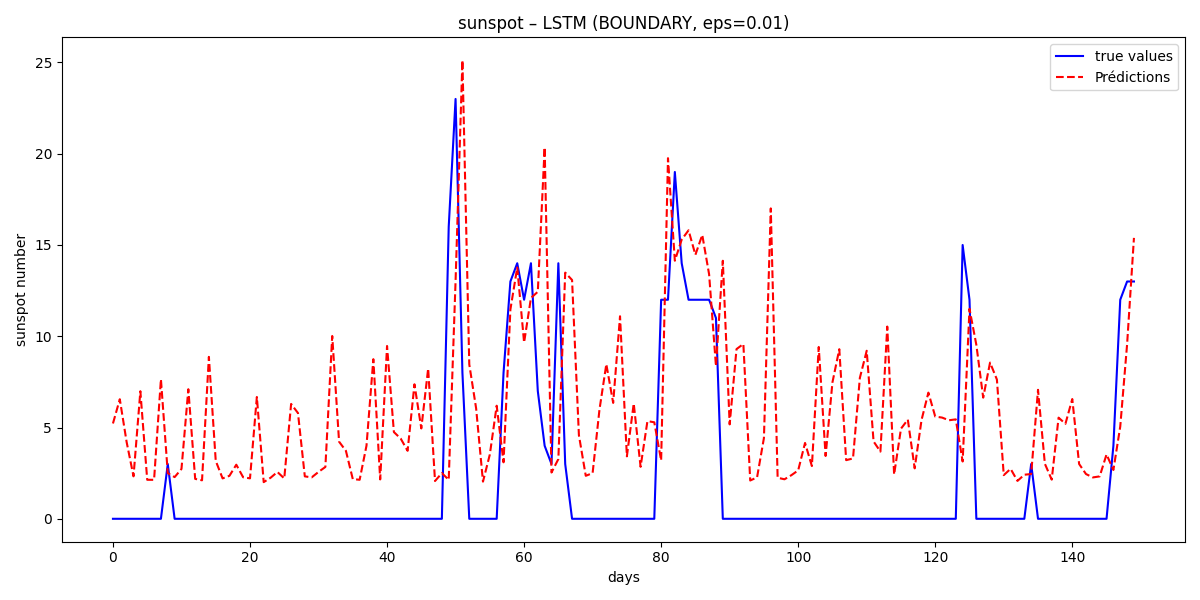 sunspot – LSTM (BOUNDARY, eps=0.01)
true values
Prédictions
sunspot number
25
20
15
10
5
0
0 20 40 60 80 100 120 140
days